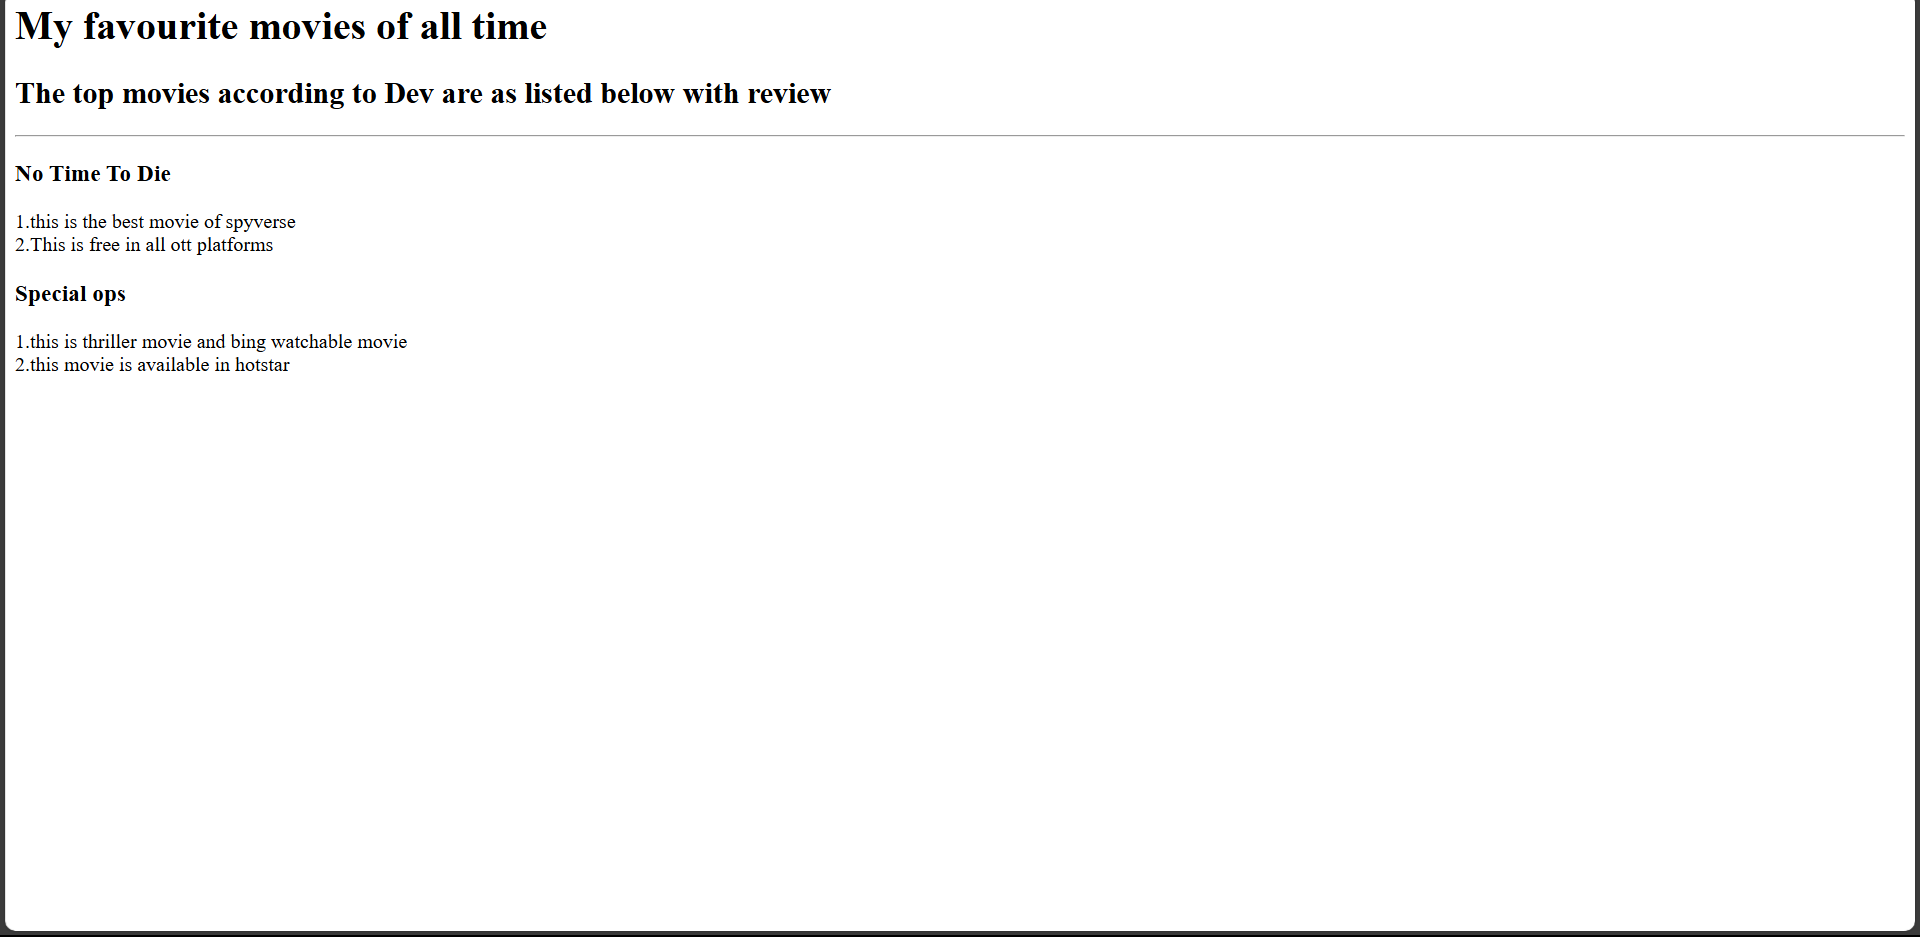 My favourite movies of all time
The top movies according to Dev are as listed below with review
No Time To Die
1.this is the best movie of spyverse
2.This is free in all ott platforms
Special ops
1.this is thriller movie and bing watchable movie
2.this movie is available in hotstar